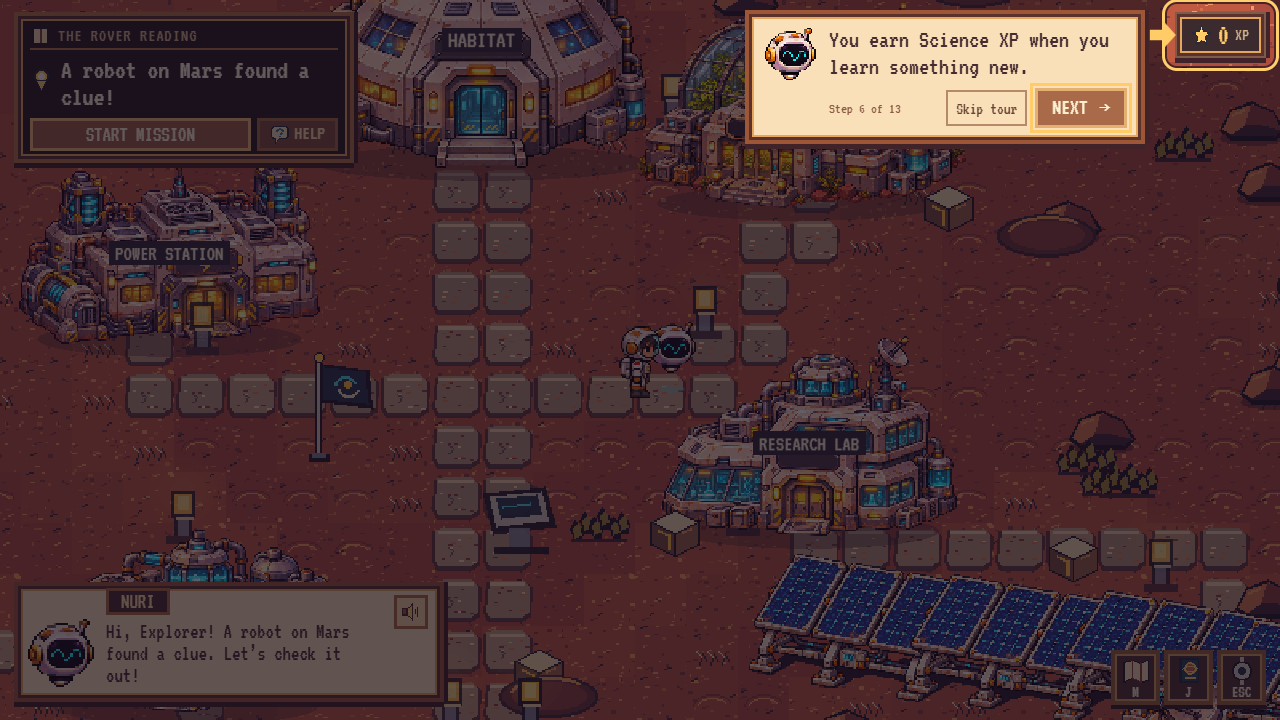 THE ROVER READING
A robot on Mars found a
clue!
START MISSION
HELP
HABITAT
You earn Science XP when you
learn something new.
Step 6 of 13
Skip tour
NEXT
0 XP
POWER STATION
RESEARCH LAB
NURI
Hi, Explorer! A robot on Mars
found a clue. Let's check it
out!
M
J
ESC